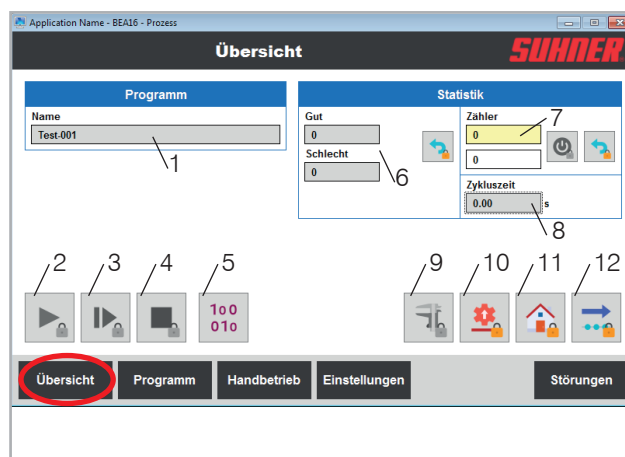 Application Name - BEA16 - Prozess
Übersicht
SUHNER
Programm
Name
Test-001
1
Statistik
Gut
0
Schlecht
0
6
Zähler
0
7
0
Zykluszeit
0.00 s
8
2 3 4 5 9 10 11 12
100
010
Übersicht Programm Handbetrieb Einstellungen Störungen